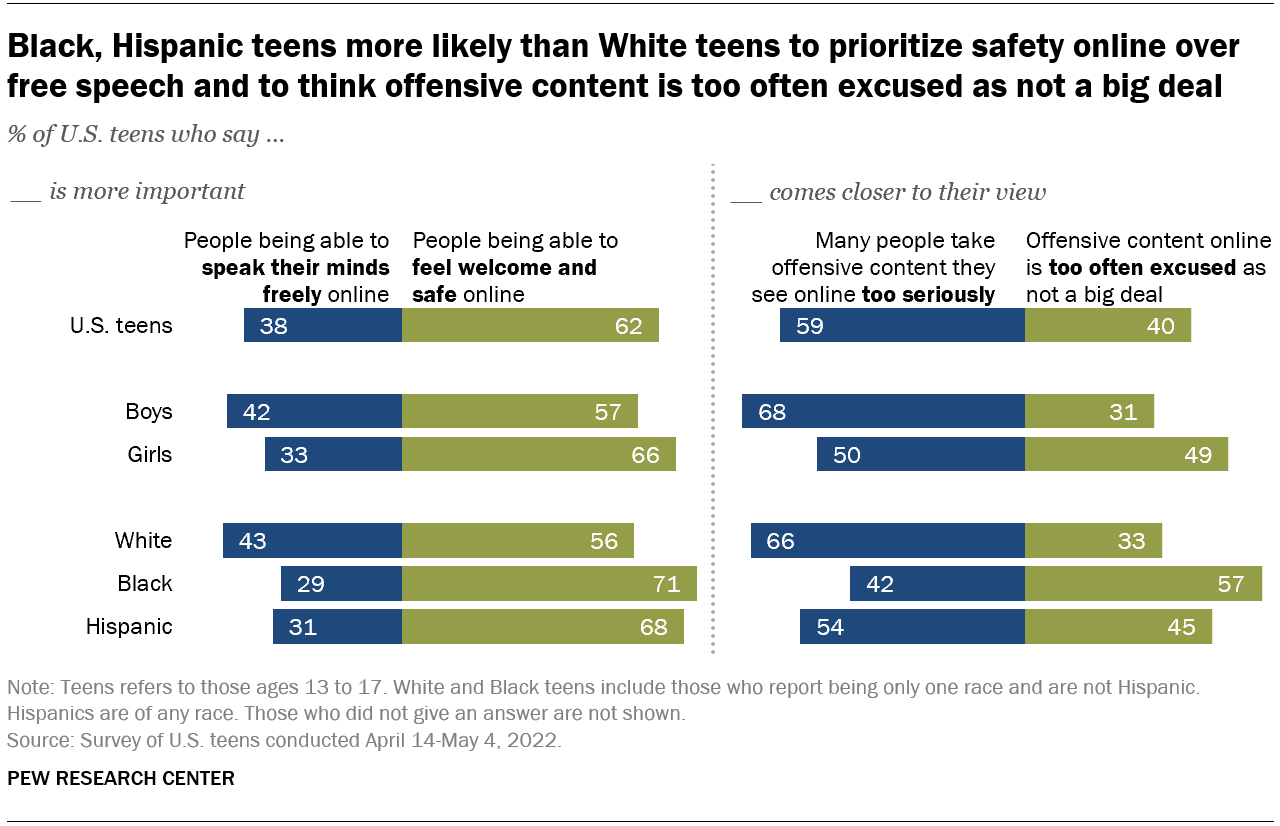 Black, Hispanic teens more likely than White teens to prioritize safety online over
free speech and to think offensive content is too often excused as not a big deal
% of U.S. teens who say ...
__ is more important
People being able to
speak their minds
freely online
People being able to
feel welcome and
safe online
__ comes closer to their view
Many people take
offensive content they
see online too seriously
Offensive content online
is too often excused as
not a big deal
U.S. teens 38 62 59 40
Boys 42 57 68 31
Girls 33 66 50 49
White 43 56 66 33
Black 29 71 42 57
Hispanic 31 68 54 45
Note: Teens refers to those ages 13 to 17. White and Black teens include those who report being only one race and are not Hispanic.
Hispanics are of any race. Those who did not give an answer are not shown.
Source: Survey of U.S. teens conducted April 14-May 4, 2022.
PEW RESEARCH CENTER